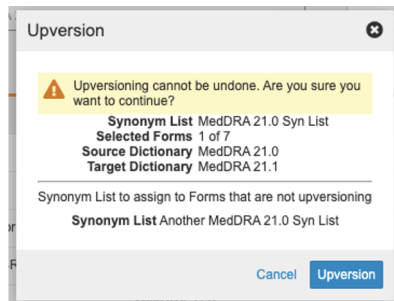 Upversion
Upversioning cannot be undone. Are you sure you
want to continue?
Synonym List MedDRA 21.0 Syn List
Selected Forms 1 of 7
Source Dictionary MedDRA 21.0
Target Dictionary MedDRA 21.1
Synonym List to assign to Forms that are not upversioning
Synonym List Another MedDRA 21.0 Syn List
Cancel Upversion